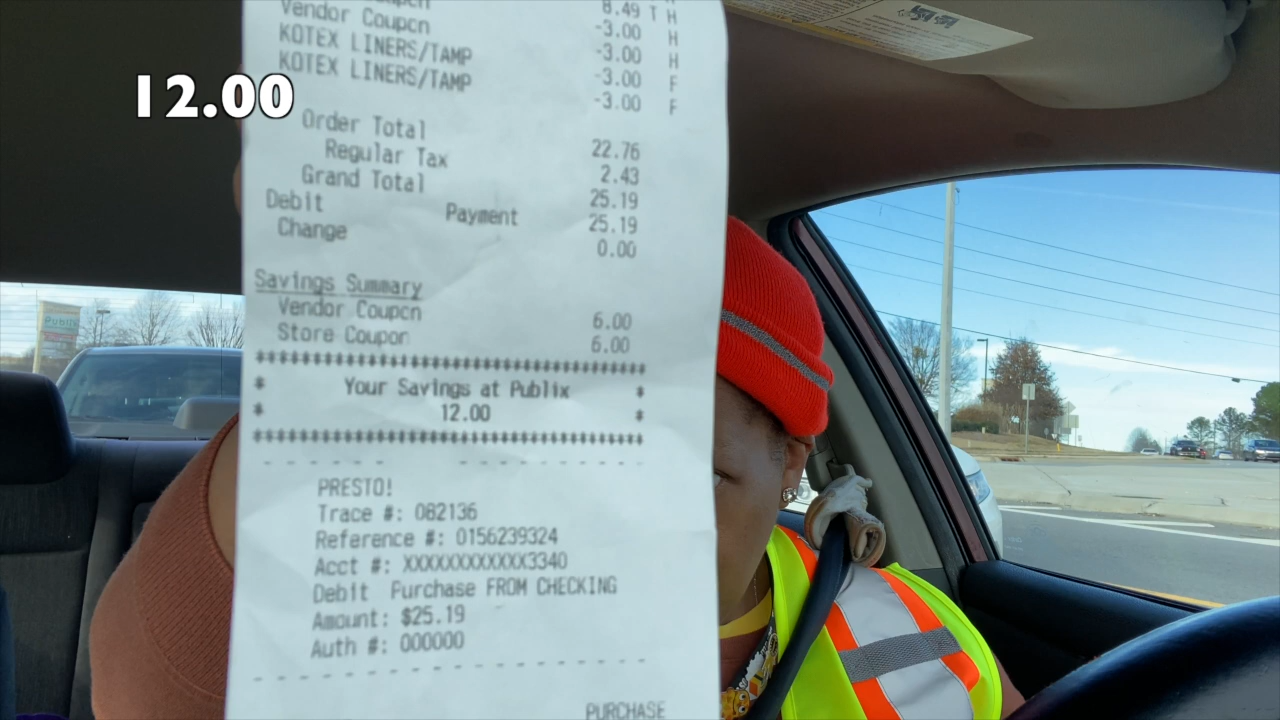 8.49 T H
Vendor Coupon -3.00 H
KOTEX LINERS/TAMP -3.00 H
KOTEX LINERS/TAMP -3.00 F
-3.00 F
12.00
Order Total 22.76
Regular Tax 2.43
Grand Total 25.19
Debit Payment 25.19
Change 0.00
Savings Summary
Vendor Coupon 6.00
Store Coupon 6.00
****************************************
* Your Savings at Publix *
* 12.00 *
****************************************
PRESTO!
Trace #: 082136
Reference #: 0156239324
Acct #: XXXXXXXXXXXX3340
Debit Purchase FROM CHECKING
Amount: $25.19
Auth #: 000000
PURCHASE
Publix